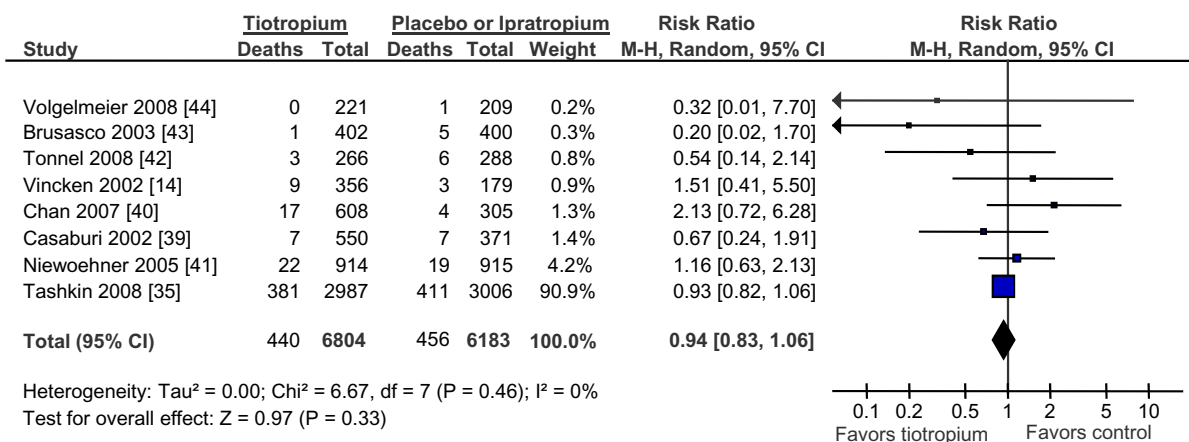 Tiotropium Placebo or Ipratropium Risk Ratio Risk Ratio
Study Deaths Total Deaths Total Weight M-H, Random, 95% CI M-H, Random, 95% CI
Volgelmeier 2008 [44] 0 221 1 209 0.2% 0.32 [0.01, 7.70]
Brusasco 2003 [43] 1 402 5 400 0.3% 0.20 [0.02, 1.70]
Tonnel 2008 [42] 3 266 6 288 0.8% 0.54 [0.14, 2.14]
Vincken 2002 [14] 9 356 3 179 0.9% 1.51 [0.41, 5.50]
Chan 2007 [40] 17 608 4 305 1.3% 2.13 [0.72, 6.28]
Casaburi 2002 [39] 7 550 7 371 1.4% 0.67 [0.24, 1.91]
Niewoehner 2005 [41] 22 914 19 915 4.2% 1.16 [0.63, 2.13]
Tashkin 2008 [35] 381 2987 411 3006 90.9% 0.93 [0.82, 1.06]
Total (95% CI) 440 6804 456 6183 100.0% 0.94 [0.83, 1.06]
Heterogeneity: Tau² = 0.00; Chi² = 6.67, df = 7 (P = 0.46); I² = 0%
Test for overall effect: Z = 0.97 (P = 0.33)
0.1 0.2 0.5 1 2 5 10
Favors tiotropium Favors control